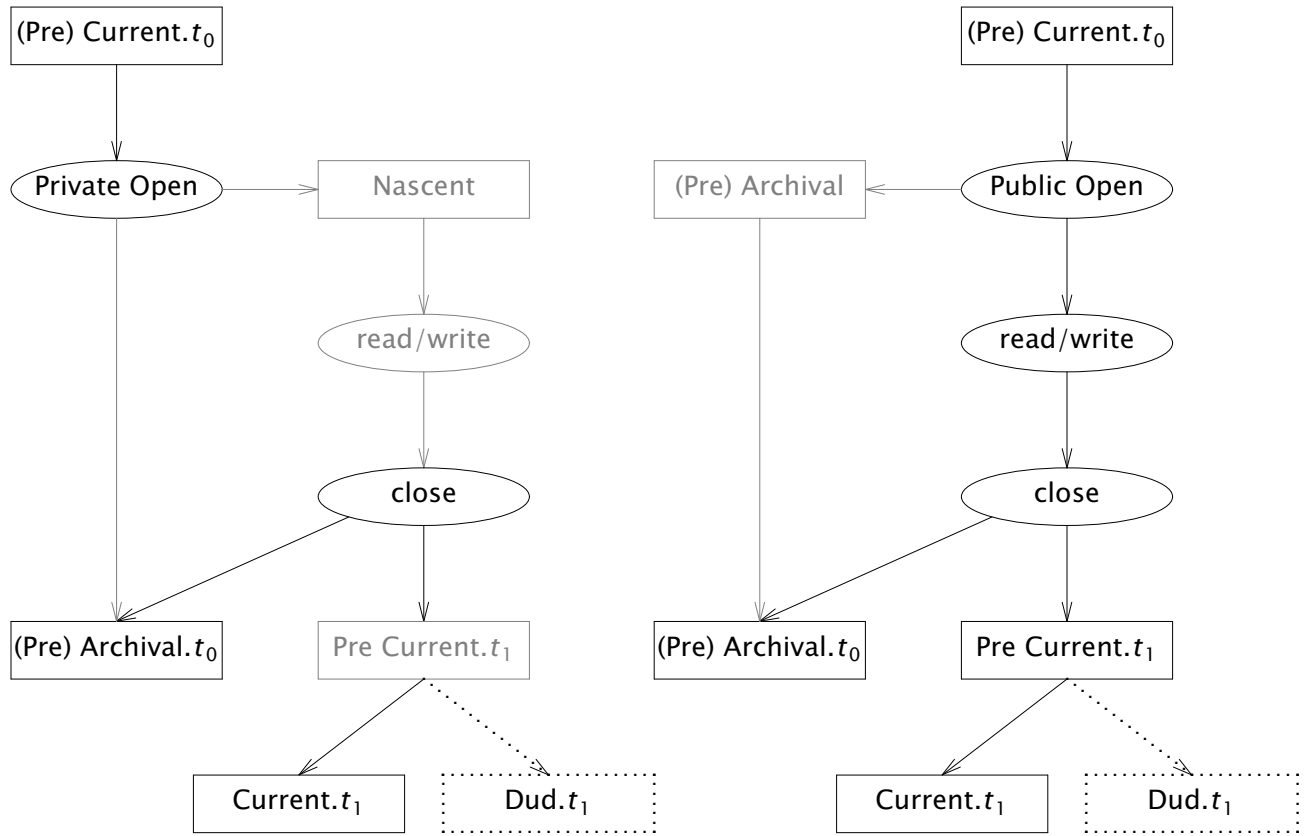 (Pre) Current.t₀
(Pre) Current.t₀
Private Open
Nascent
(Pre) Archival
Public Open
read/write
read/write
close
close
(Pre) Archival.t₀
Pre Current.t₁
(Pre) Archival.t₀
Pre Current.t₁
Current.t₁
Dud.t₁
Current.t₁
Dud.t₁